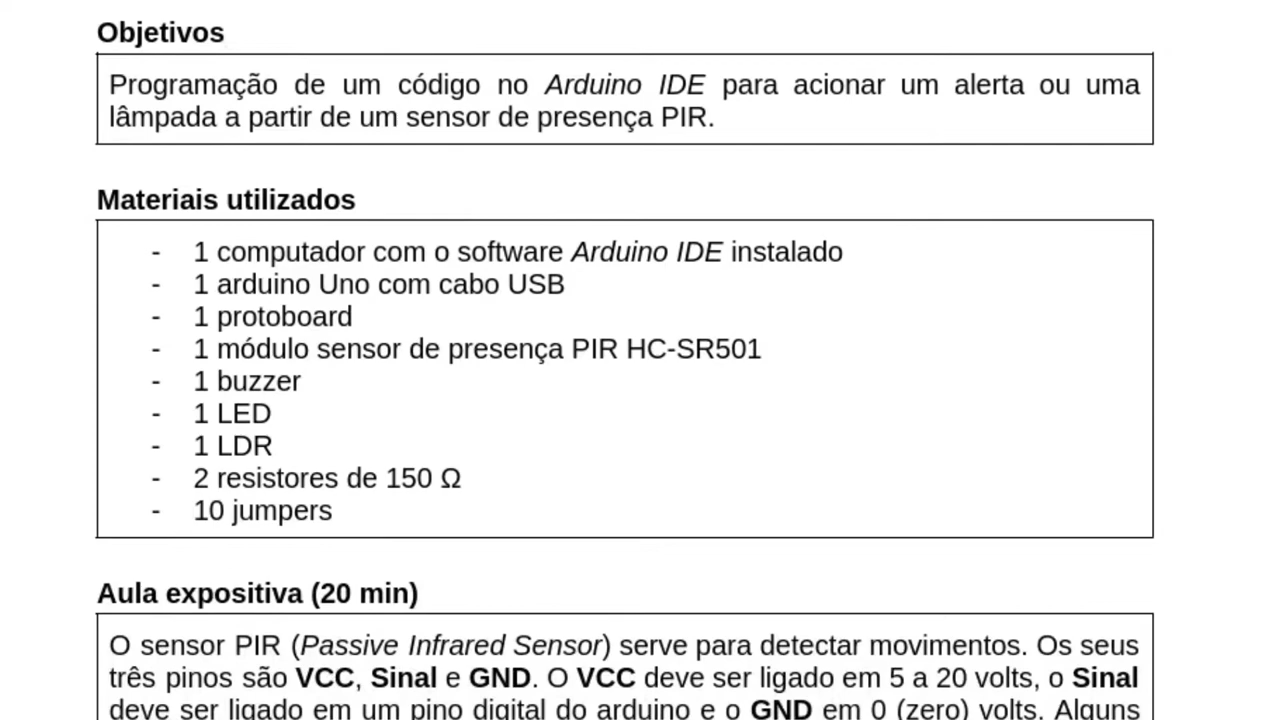 Objetivos
Programação de um código no Arduino IDE para acionar um alerta ou uma
lâmpada a partir de um sensor de presença PIR.
Materiais utilizados
- 1 computador com o software Arduino IDE instalado
- 1 arduino Uno com cabo USB
- 1 protoboard
- 1 módulo sensor de presença PIR HC-SR501
- 1 buzzer
- 1 LED
- 1 LDR
- 2 resistores de 150 Ω
- 10 jumpers
Aula expositiva (20 min)
O sensor PIR (Passive Infrared Sensor) serve para detectar movimentos. Os seus
três pinos são VCC, Sinal e GND. O VCC deve ser ligado em 5 a 20 volts, o Sinal
deve ser ligado em um pino digital do arduino e o GND em 0 (zero) volts. Alguns